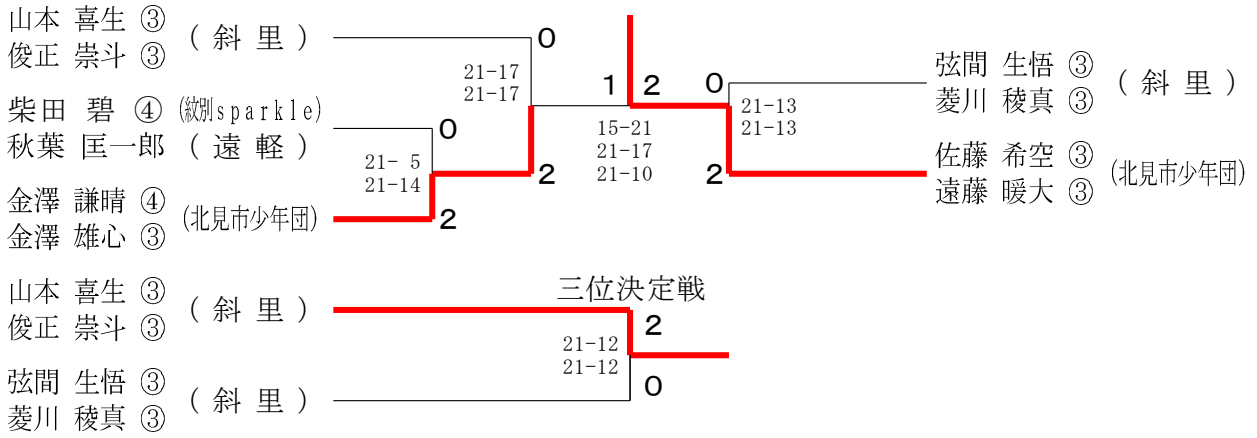 山本 喜生 ③
俊正 崇斗 ③
( 斜 里 )
柴田 碧 ④
(紋別sparkle)
秋葉 匡一郎
( 遠 軽 )
金澤 謙晴 ④
金澤 雄心 ③
(北見市少年団)
0
21-17
21-17
2
0
21- 5
21-14
2
1
2
15-21
21-17
21-10
0
21-13
21-13
2
弦間 生悟 ③
菱川 稜真 ③
( 斜 里 )
佐藤 希空 ③
遠藤 暖大 ③
(北見市少年団)
三位決定戦
山本 喜生 ③
俊正 崇斗 ③
( 斜 里 )
弦間 生悟 ③
菱川 稜真 ③
( 斜 里 )
2
21-12
21-12
0